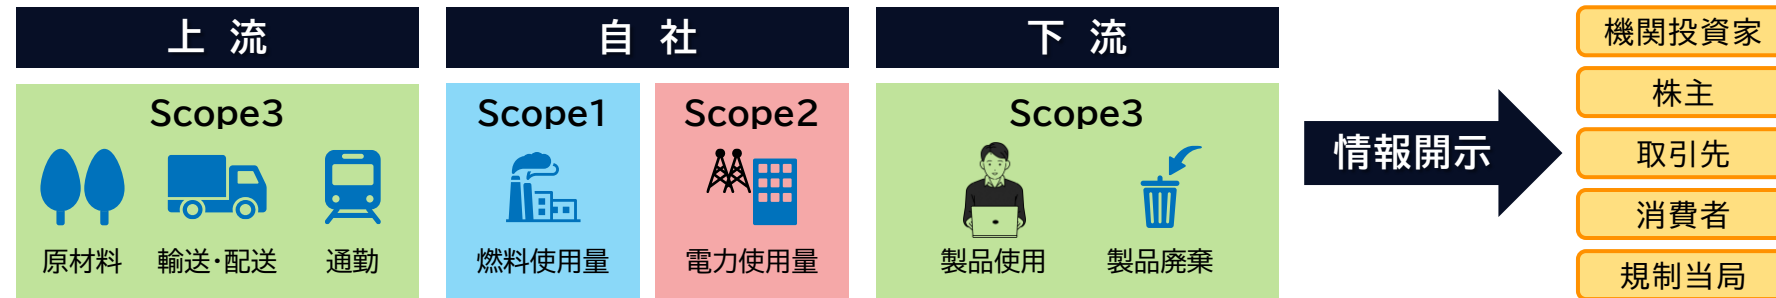 上 流
Scope3
原材料
輸送・配送
通勤
自 社
Scope1
燃料使用量
Scope2
電力使用量
下 流
Scope3
製品使用
製品廃棄
情報開示
機関投資家
株主
取引先
消費者
規制当局